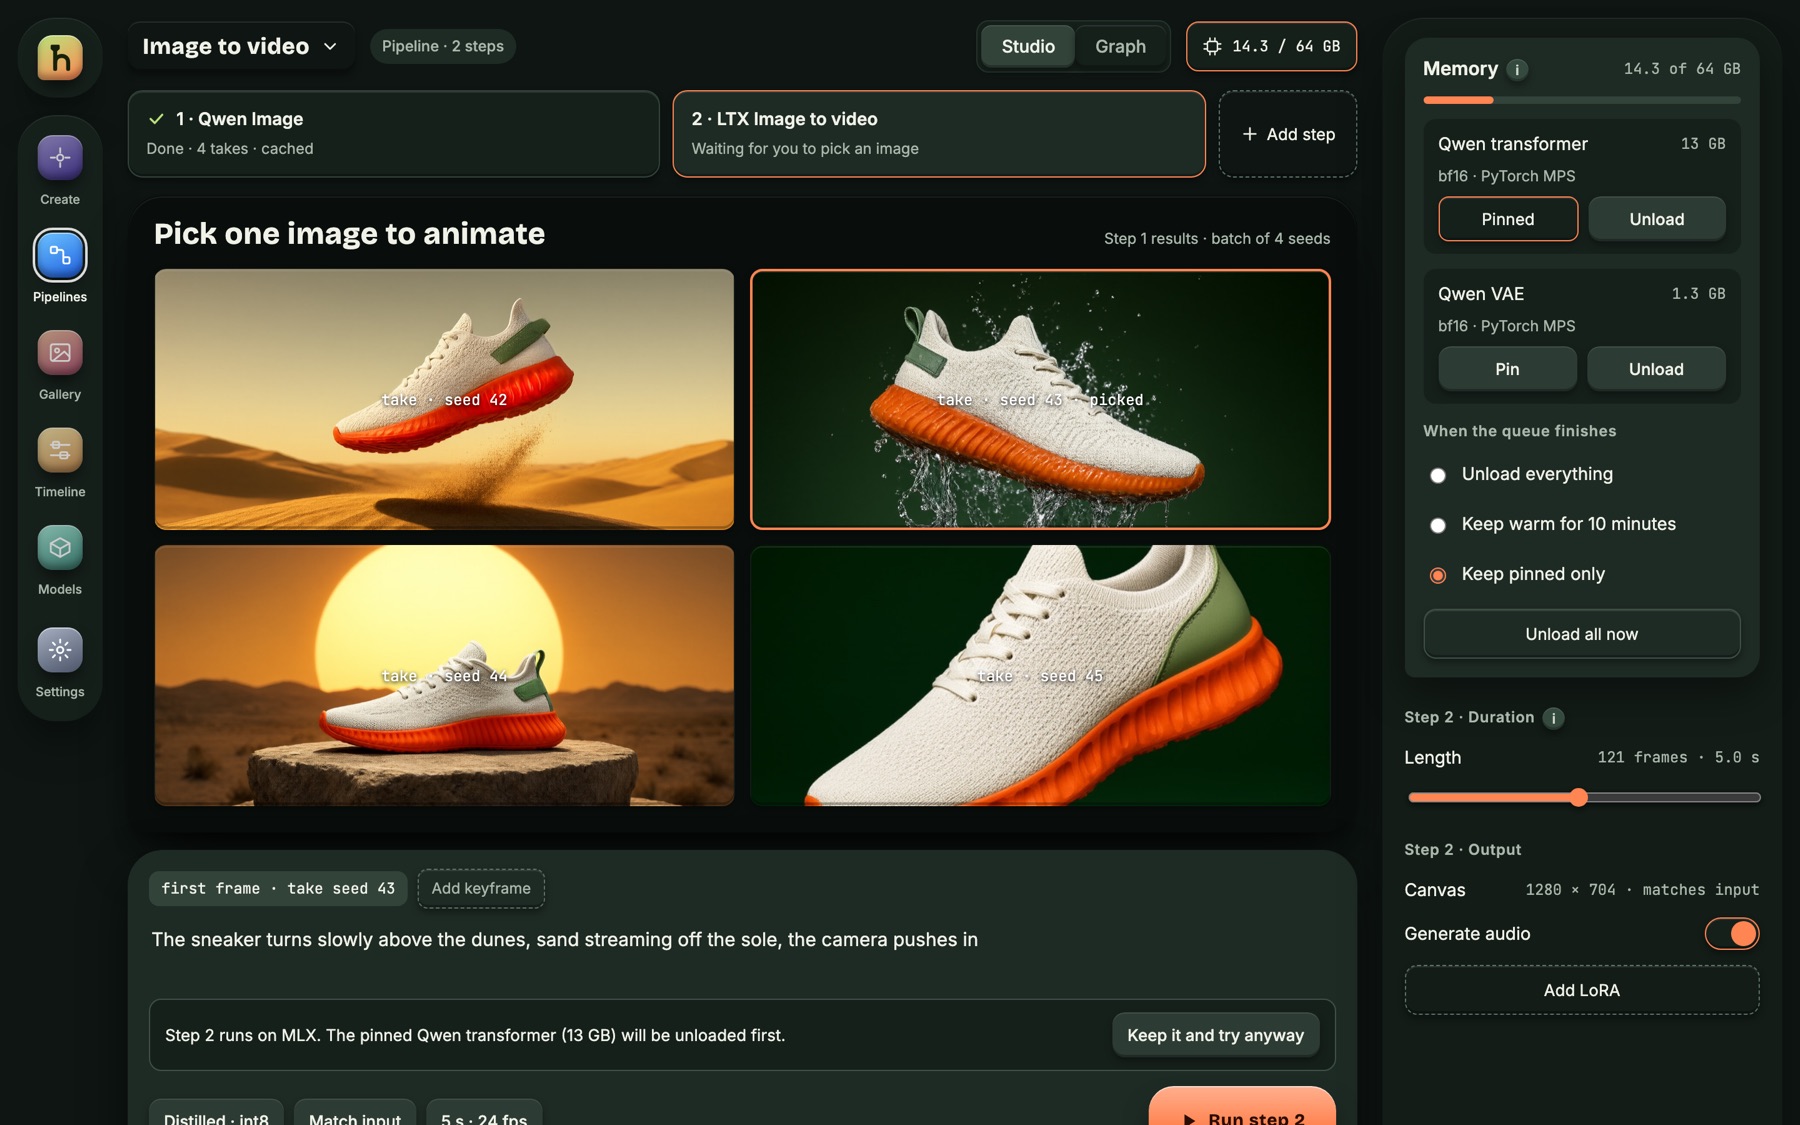 h
Image to video
Pipeline · 2 steps
Studio
Graph
14.3 / 64 GB
Create
Pipelines
Gallery
Timeline
Models
Settings
1 · Qwen Image
Done · 4 takes · cached
2 · LTX Image to video
Waiting for you to pick an image
+ Add step
Pick one image to animate
Step 1 results · batch of 4 seeds
take · seed 42
take · seed 43 · picked
take · seed 44
take · seed 45
first frame · take seed 43
Add keyframe
The sneaker turns slowly above the dunes, sand streaming off the sole, the camera pushes in
Step 2 runs on MLX. The pinned Qwen transformer (13 GB) will be unloaded first.
Keep it and try anyway
Distilled · int8
Match input
5 s · 24 fps
Run step 2
Memory
i
14.3 of 64 GB
Qwen transformer
13 GB
bf16 · PyTorch MPS
Pinned
Unload
Qwen VAE
1.3 GB
bf16 · PyTorch MPS
Pin
Unload
When the queue finishes
Unload everything
Keep warm for 10 minutes
Keep pinned only
Unload all now
Step 2 · Duration
i
Length
121 frames · 5.0 s
Step 2 · Output
Canvas
1280 × 704 · matches input
Generate audio
Add LoRA